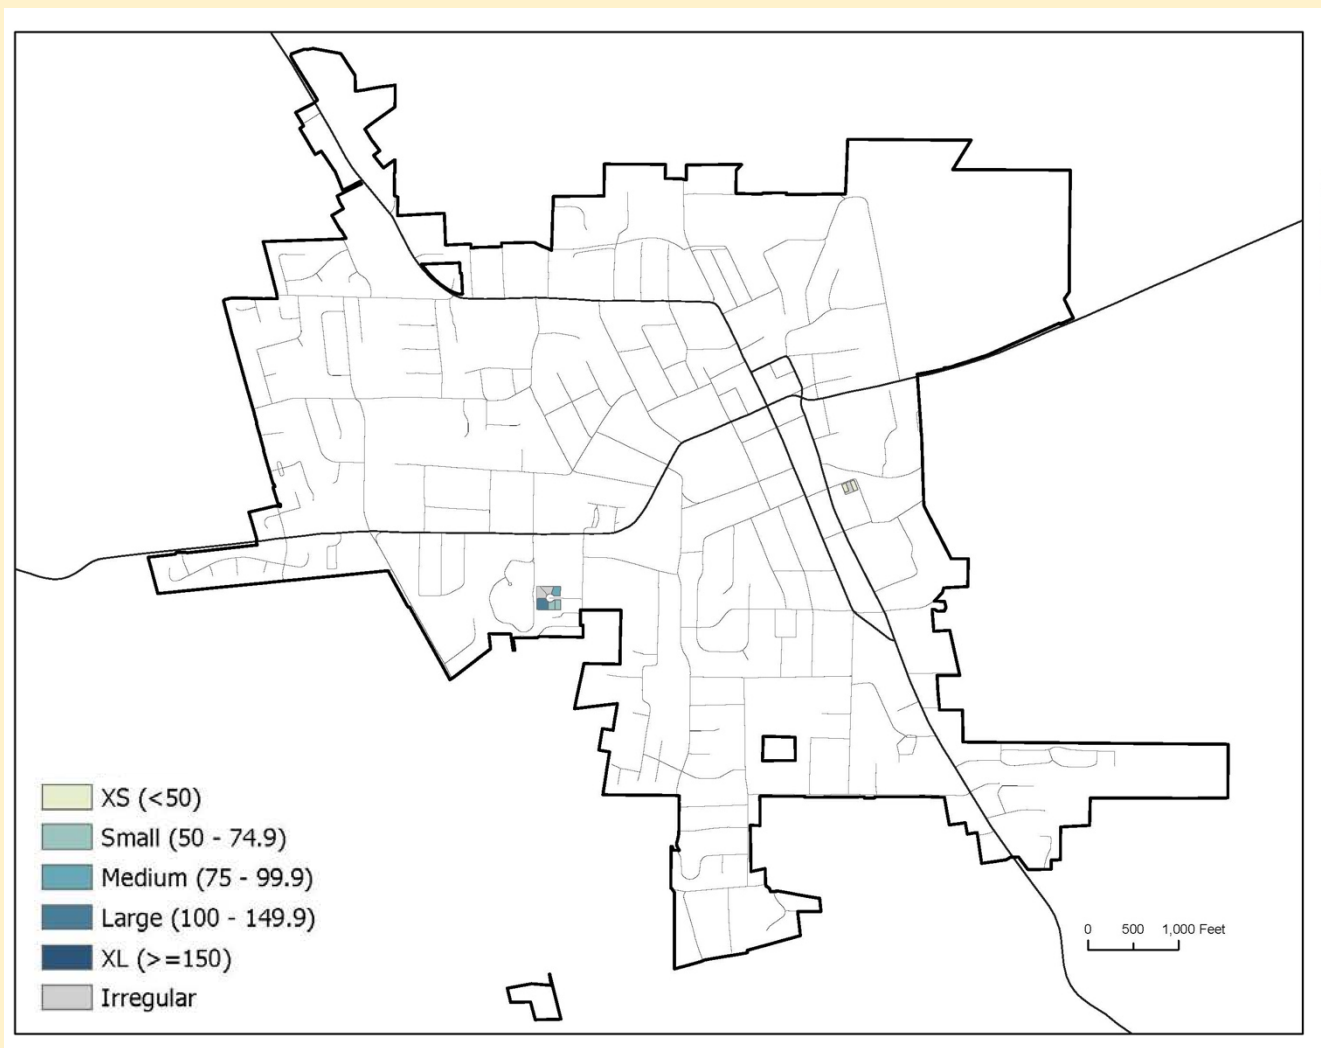 XS (<50)
Small (50 - 74.9)
Medium (75 - 99.9)
Large (100 - 149.9)
XL (>=150)
Irregular
0 500 1,000 Feet